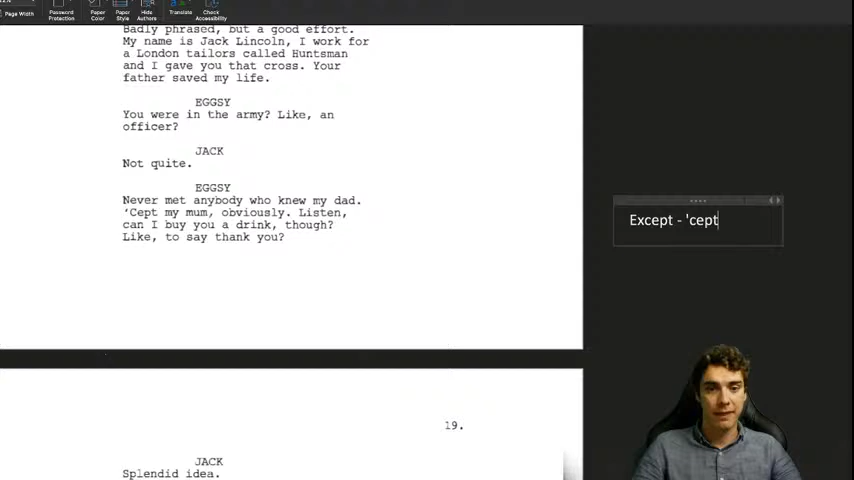 Page Width
Password
Protection
Paper
Color
Paper
Style
Hide
Authors
Translate
Check
Accessibility
Badly phrased, but a good effort.
My name is Jack Lincoln, I work for
a London tailors called Huntsman
and I gave you that cross. Your
father saved my life.
EGGSY
You were in the army? Like, an
officer?
JACK
Not quite.
EGGSY
Never met anybody who knew my dad.
‘Cept my mum, obviously. Listen,
can I buy you a drink, though?
Like, to say thank you?
Except - 'cept
19.
JACK
Splendid idea.